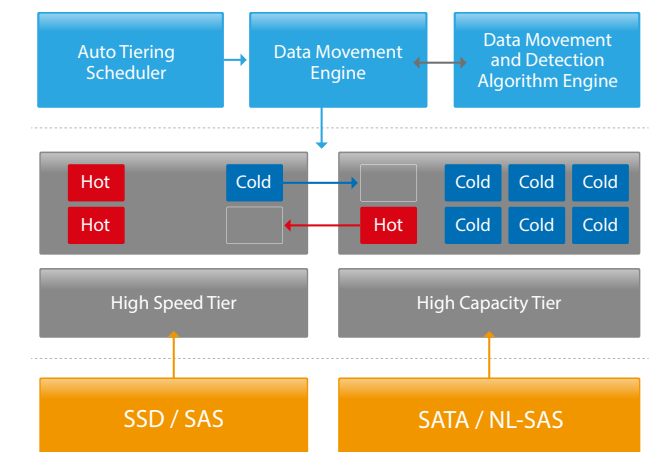 Auto Tiering
Scheduler
Data Movement
Engine
Data Movement
and Detection
Algorithm Engine
Hot
Cold
Cold
Cold
Cold
Hot
Hot
Cold
Cold
Cold
High Speed Tier
High Capacity Tier
SSD / SAS
SATA / NL-SAS